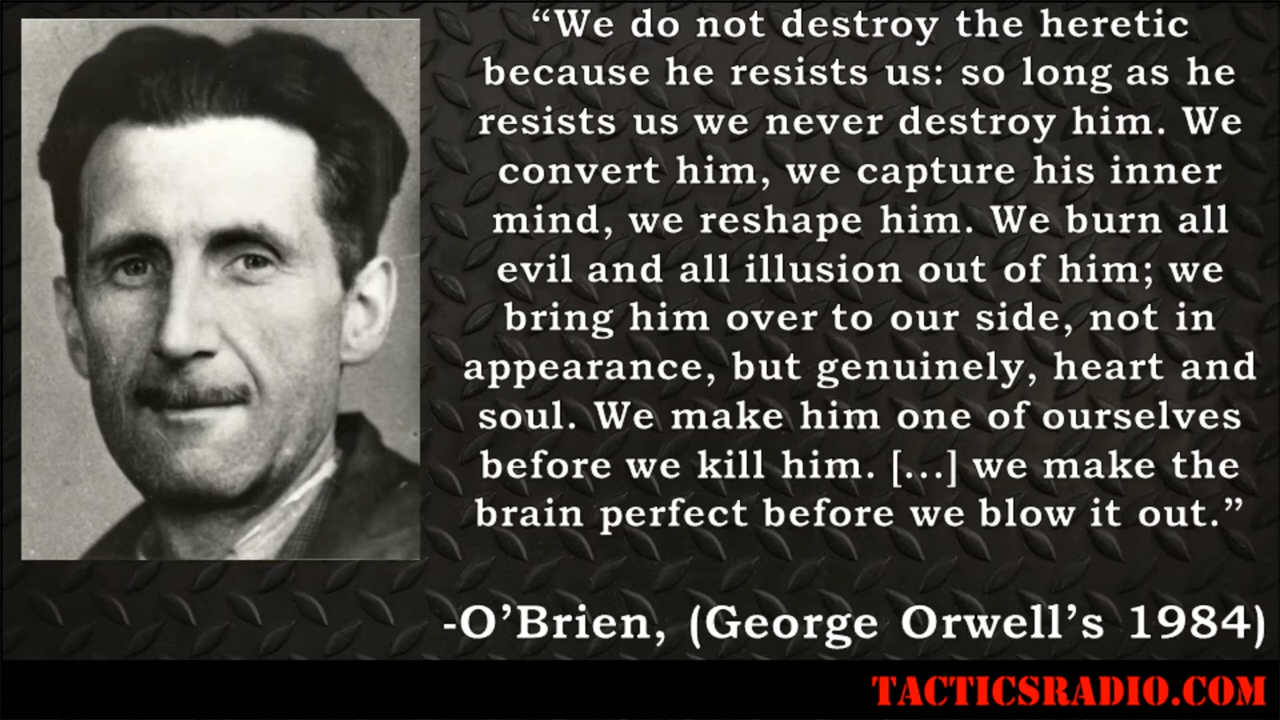 “We do not destroy the heretic
because he resists us: so long as he
resists us we never destroy him. We
convert him, we capture his inner
mind, we reshape him. We burn all
evil and all illusion out of him; we
bring him over to our side, not in
appearance, but genuinely, heart and
soul. We make him one of ourselves
before we kill him. [...] we make the
brain perfect before we blow it out.”
-O’Brien, (George Orwell’s 1984)
TACTICSRADIO.COM